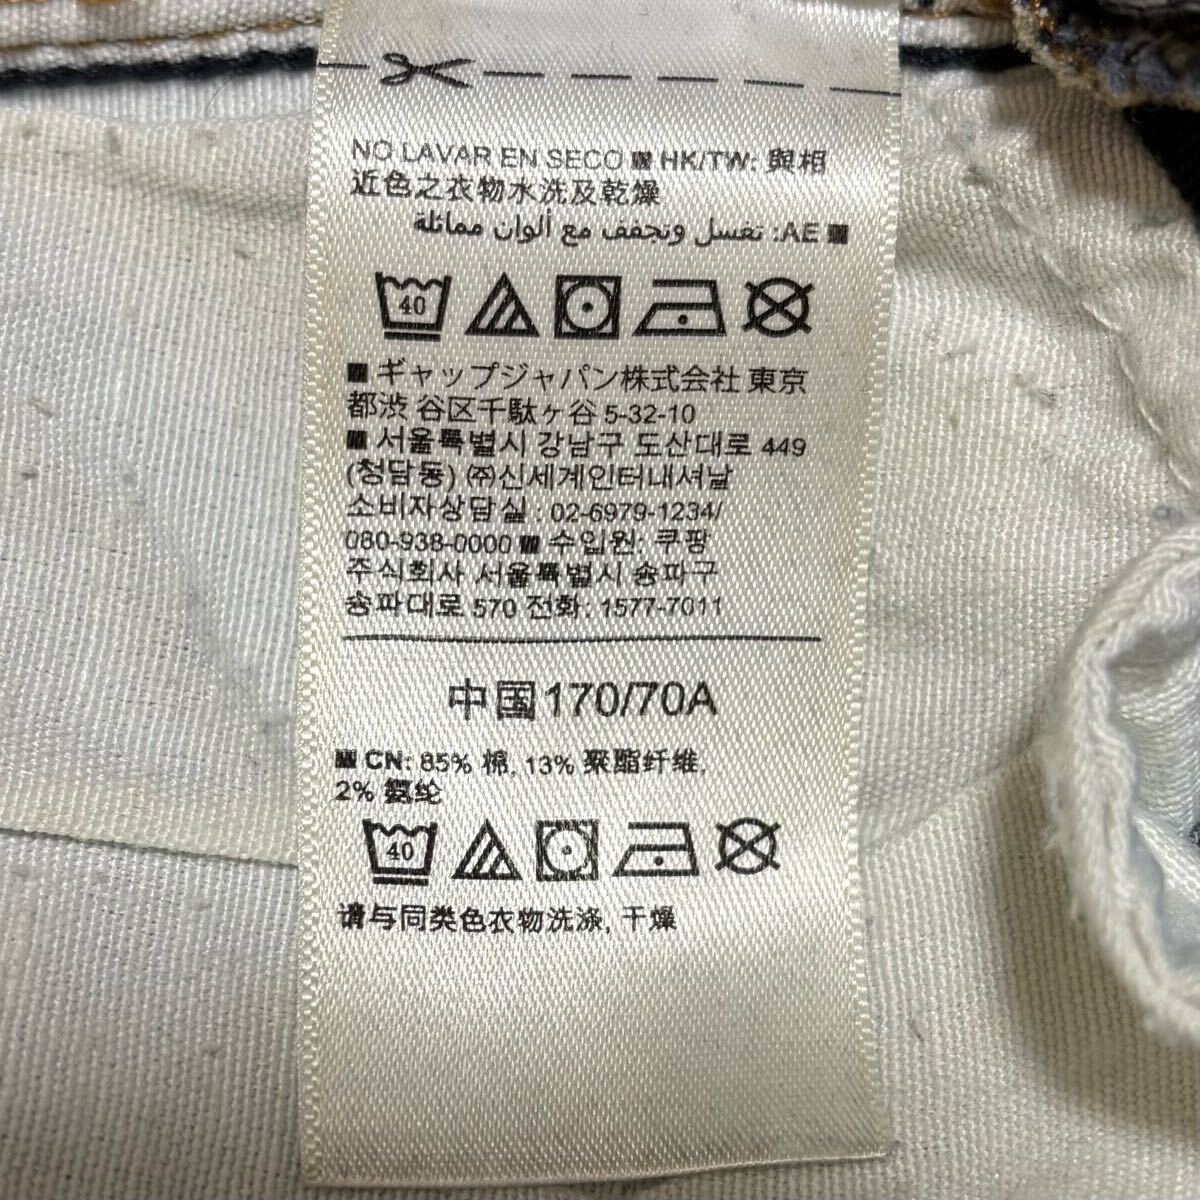 NO LAVAR EN SECO ■ HK/TW: 與相
近色之衣物水洗及乾燥
■ AE: تغسل وتجفف مع ألوان مماثلة
40
■ ギャップジャパン株式会社 東京
都渋 谷区千駄ヶ谷 5-32-10
■ 서울특별시 강남구 도산대로 449
(청담동) ㈜신세계인터내셔날
소비자상담실 : 02-6979-1234/
080-938-0000 ■ 수입원: 쿠팡
주식회사 서울특별시 송파구
송파대로 570 전화: 1577-7011
中国170/70A
■ CN: 85% 棉, 13% 聚酯纤维,
2% 氨纶
40
请与同类色衣物洗涤, 干燥